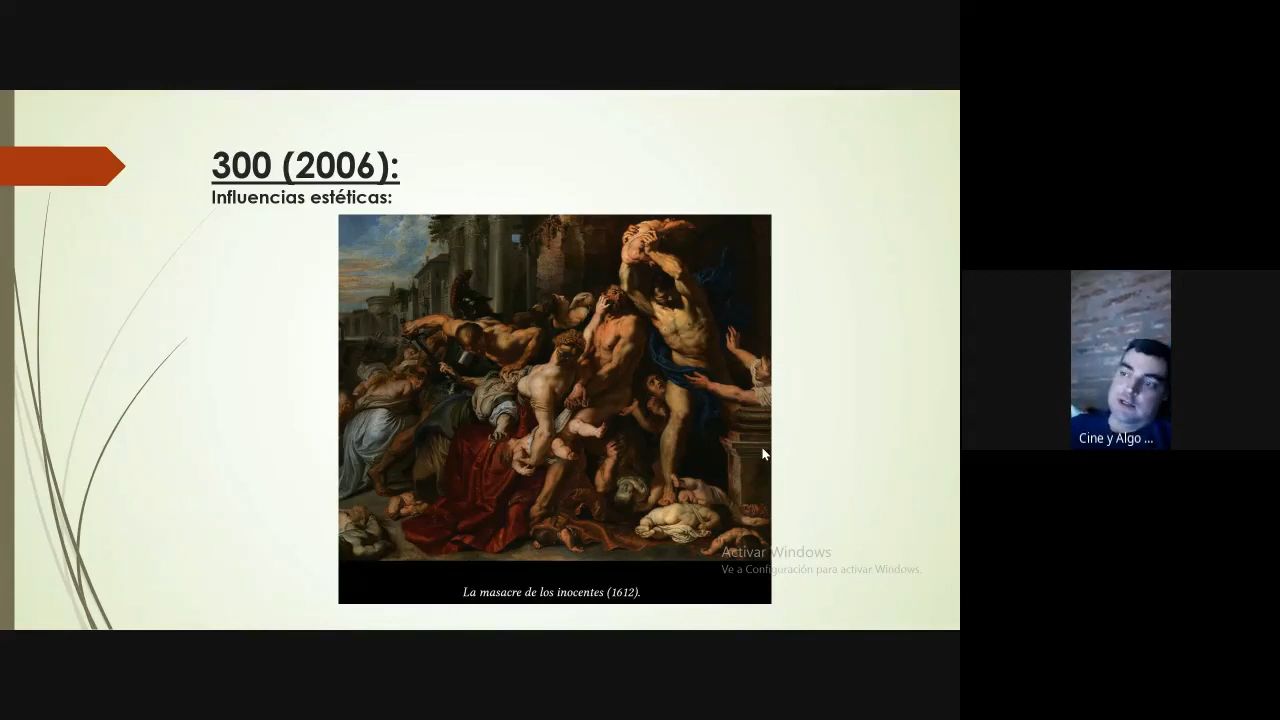 300 (2006):
Influencias estéticas:
La masacre de los inocentes (1612).
Activar Windows
Ve a Configuración para activar Windows.
Cine y Algo ...